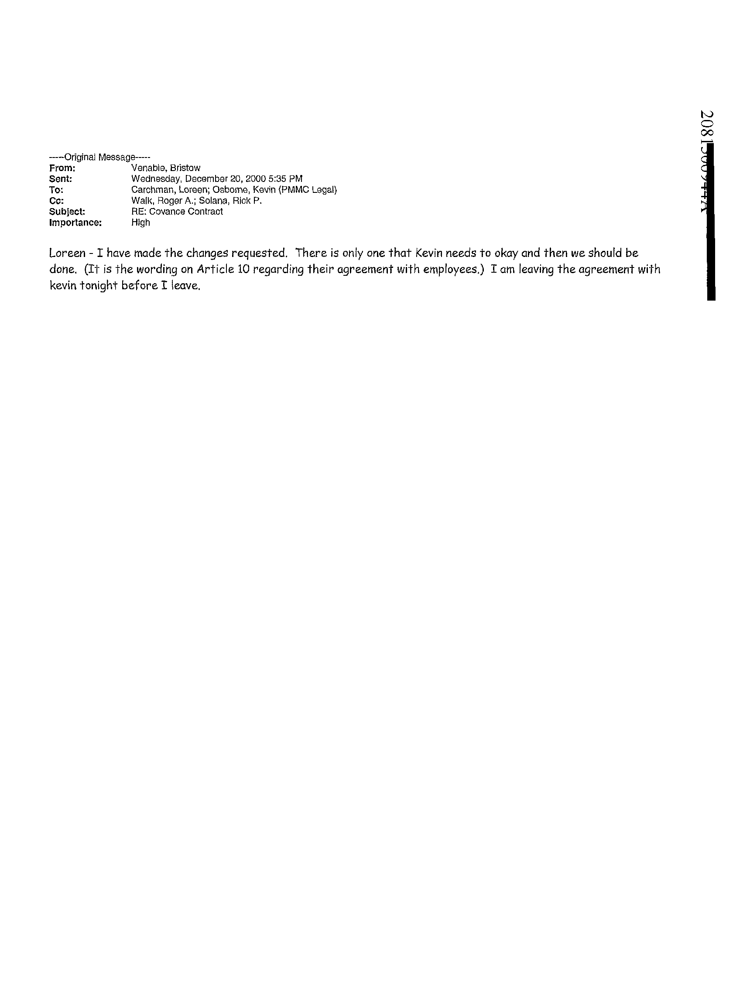 -----Original Message-----
From: Venable, Bristow
Sent: Wednesday, December 20, 2000 5:35 PM
To: Carchman, Loreen; Osborne, Kevin (PMMC Legal)
Cc: Walk, Roger A.; Solana, Rick P.
Subject: RE: Covance Contract
Importance: High
Loreen - I have made the changes requested. There is only one that Kevin needs to okay and then we should be
done. (It is the wording on Article 10 regarding their agreement with employees.) I am leaving the agreement with
kevin tonight before I leave.